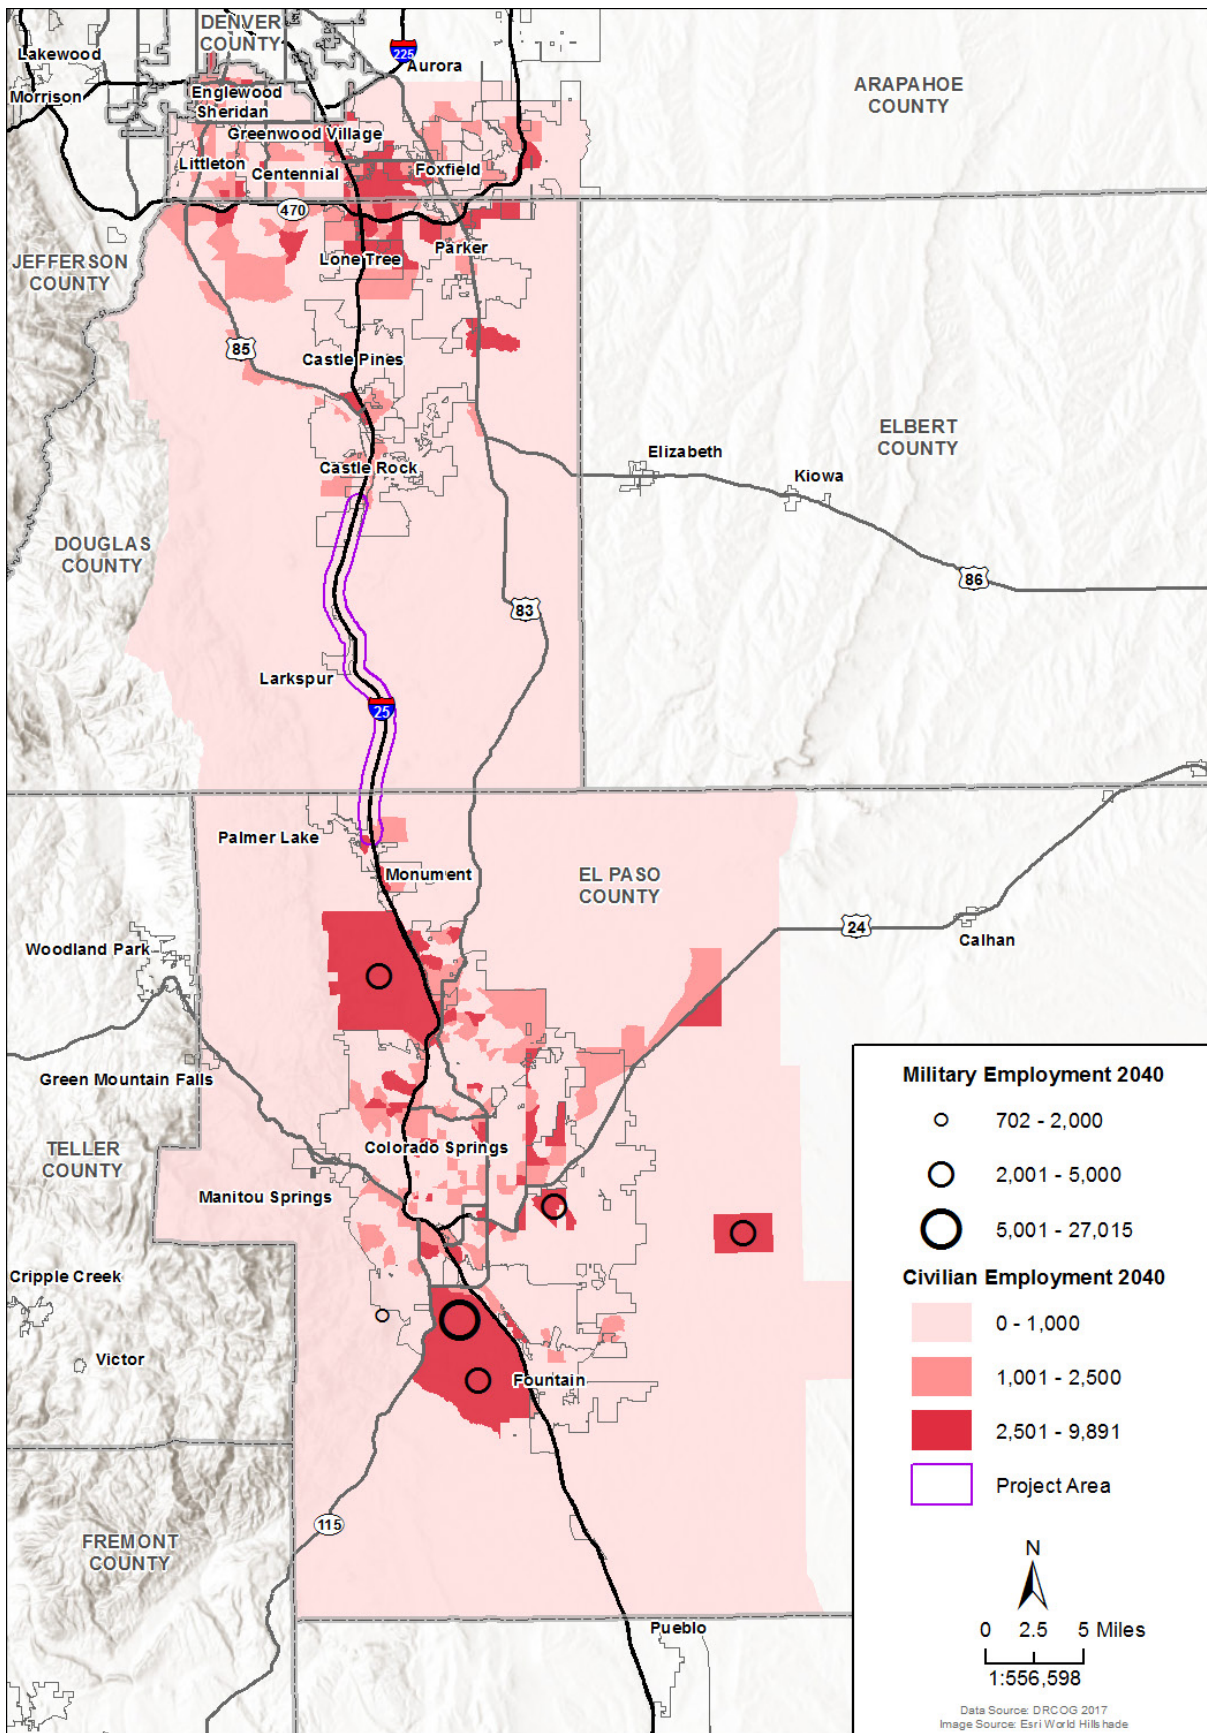 DENVER
COUNTY
Lakewood
225
Aurora
ARAPAHOE
COUNTY
Morrison
Englewood
Sheridan
Greenwood Village
Littleton
Centennial
Foxfield
470
JEFFERSON
COUNTY
Lone Tree
Parker
85
Castle Pines
ELBERT
COUNTY
Elizabeth
Castle Rock
Kiowa
DOUGLAS
COUNTY
86
83
Larkspur
25
Palmer Lake
Monument
EL PASO
COUNTY
24
Calhan
Woodland Park
Green Mountain Falls
TELLER
COUNTY
Colorado Springs
Manitou Springs
Cripple Creek
Victor
Fountain
115
FREMONT
COUNTY
Pueblo
Military Employment 2040
702 - 2,000
2,001 - 5,000
5,001 - 27,015
Civilian Employment 2040
0 - 1,000
1,001 - 2,500
2,501 - 9,891
Project Area
N
0 2.5 5 Miles
1:556,598
Data Source: DRCOG 2017
Image Source: Esri World Hillshade